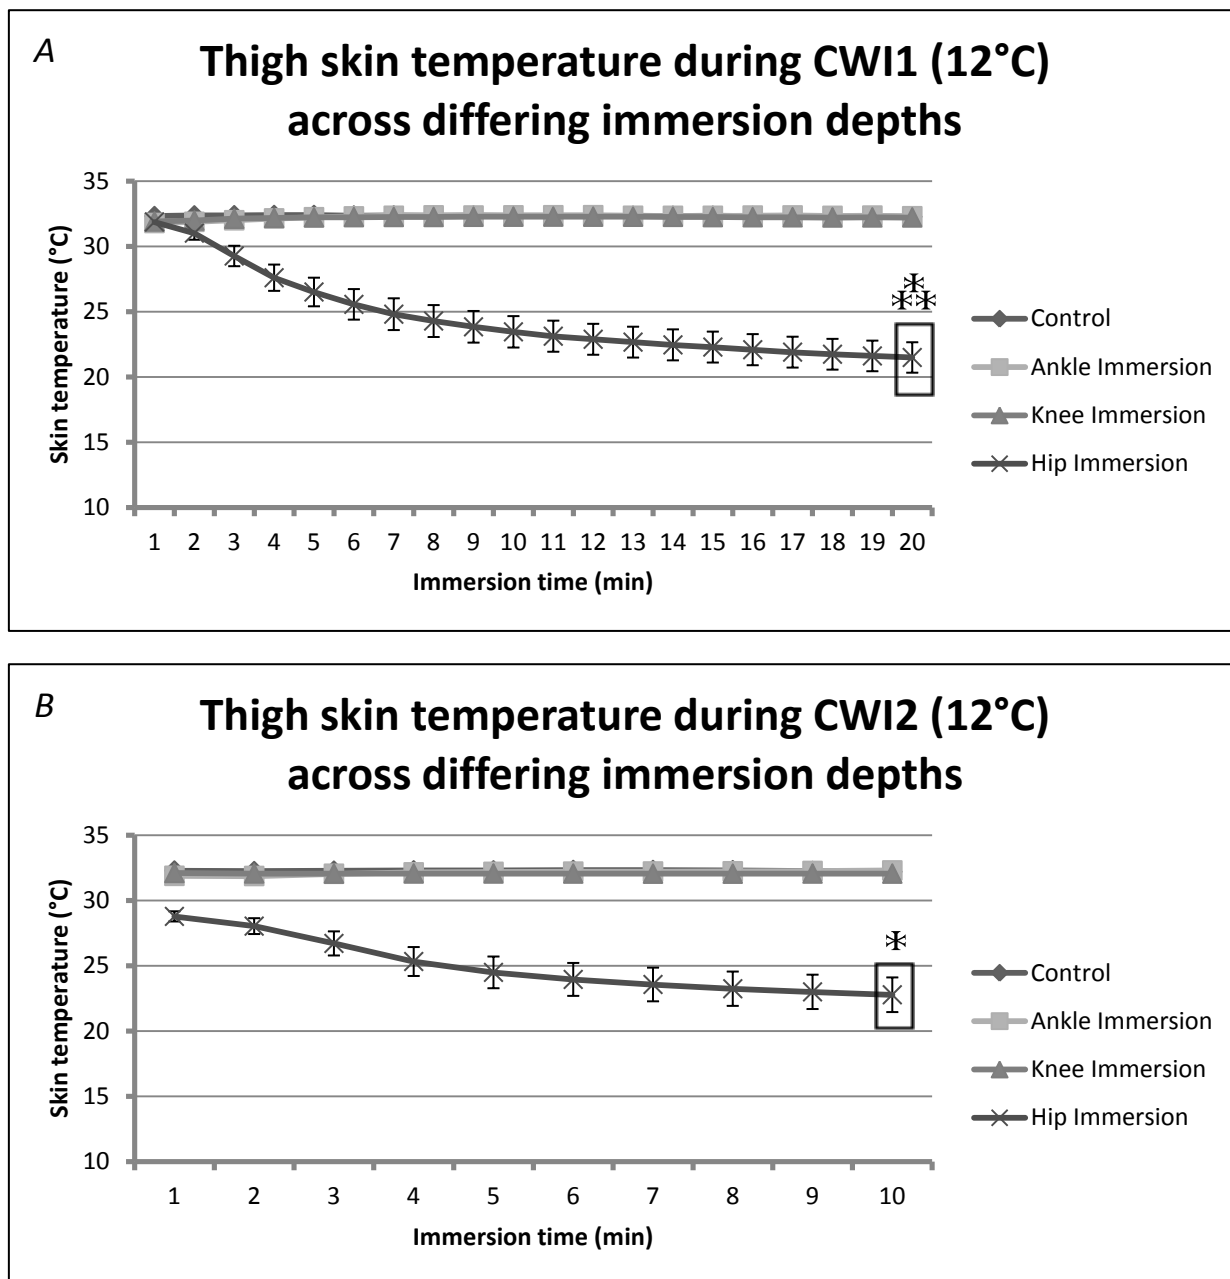 A
Thigh skin temperature during CWI1 (12°C)
across differing immersion depths
Skin temperature (°C)
35
30
25
20
15
10
1 2 3 4 5 6 7 8 9 10 11 12 13 14 15 16 17 18 19 20
Immersion time (min)
***
Control
Ankle Immersion
Knee Immersion
Hip Immersion
B
Thigh skin temperature during CWI2 (12°C)
across differing immersion depths
Skin temperature (°C)
35
30
25
20
15
10
1 2 3 4 5 6 7 8 9 10
Immersion time (min)
*
Control
Ankle Immersion
Knee Immersion
Hip Immersion